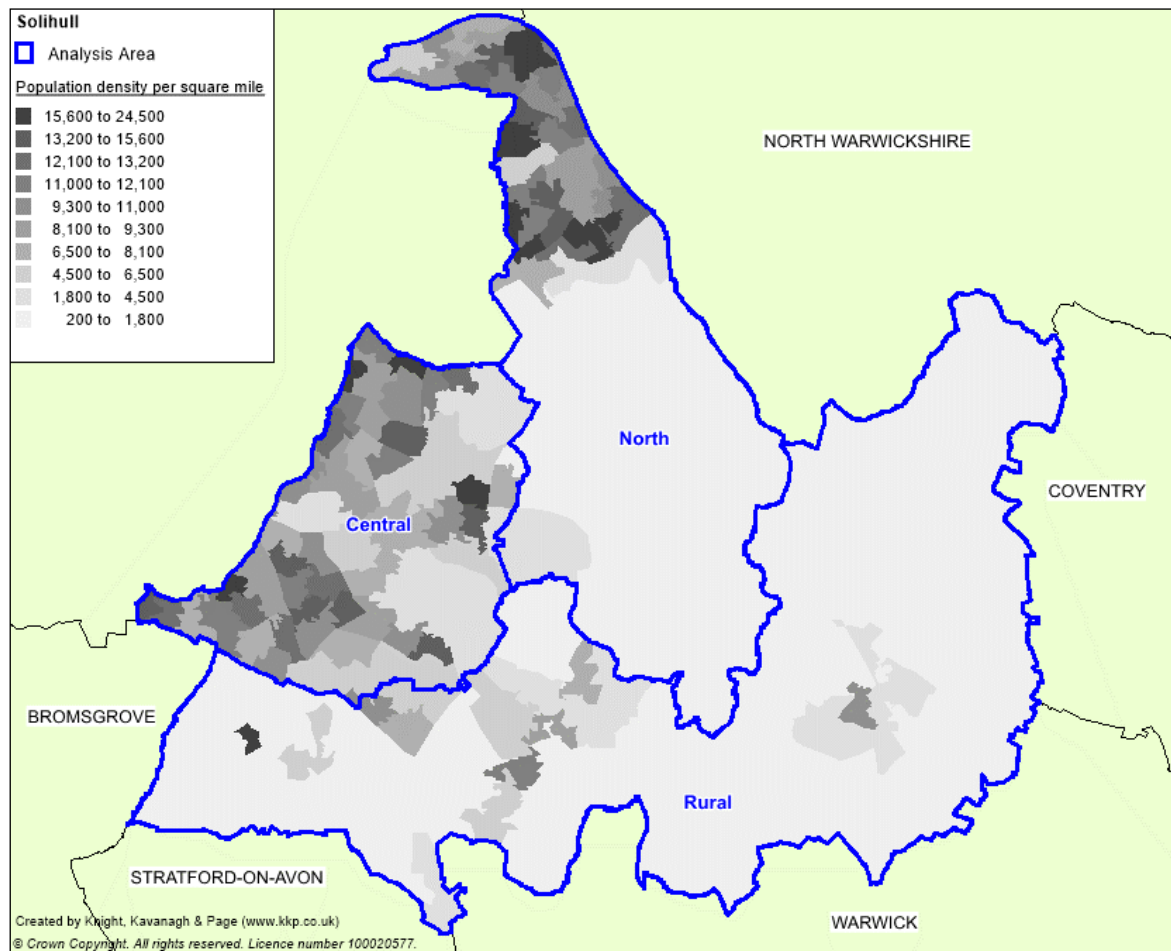 Solihull
Analysis Area
Population density per square mile
15,600 to 24,500
13,200 to 15,600
12,100 to 13,200
11,000 to 12,100
9,300 to 11,000
8,100 to 9,300
6,500 to 8,100
4,500 to 6,500
1,800 to 4,500
200 to 1,800
NORTH WARWICKSHIRE
North
COVENTRY
Central
BROMSGROVE
Rural
STRATFORD-ON-AVON
WARWICK
Created by Knight, Kavanagh & Page (www.kkp.co.uk)
© Crown Copyright. All rights reserved. Licence number 100020577.